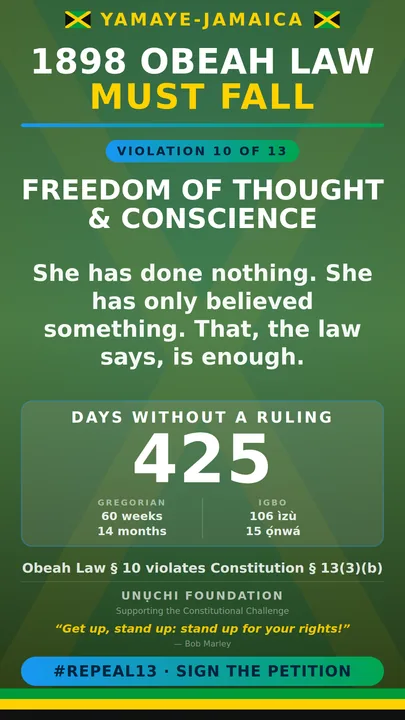 YAMAYE-JAMAICA
1898 OBEAH LAW
MUST FALL
VIOLATION 10 OF 13
FREEDOM OF THOUGHT
& CONSCIENCE
She has done nothing. She
has only believed
something. That, the law
says, is enough.
DAYS WITHOUT A RULING
425
GREGORIAN
60 weeks
14 months
IGBO
106 ìzù
15 ọ́nwá
Obeah Law § 10 violates Constitution § 13(3)(b)
UNỤCHI FOUNDATION
Supporting the Constitutional Challenge
“Get up, stand up: stand up for your rights!”
— Bob Marley
#REPEAL13 · SIGN THE PETITION